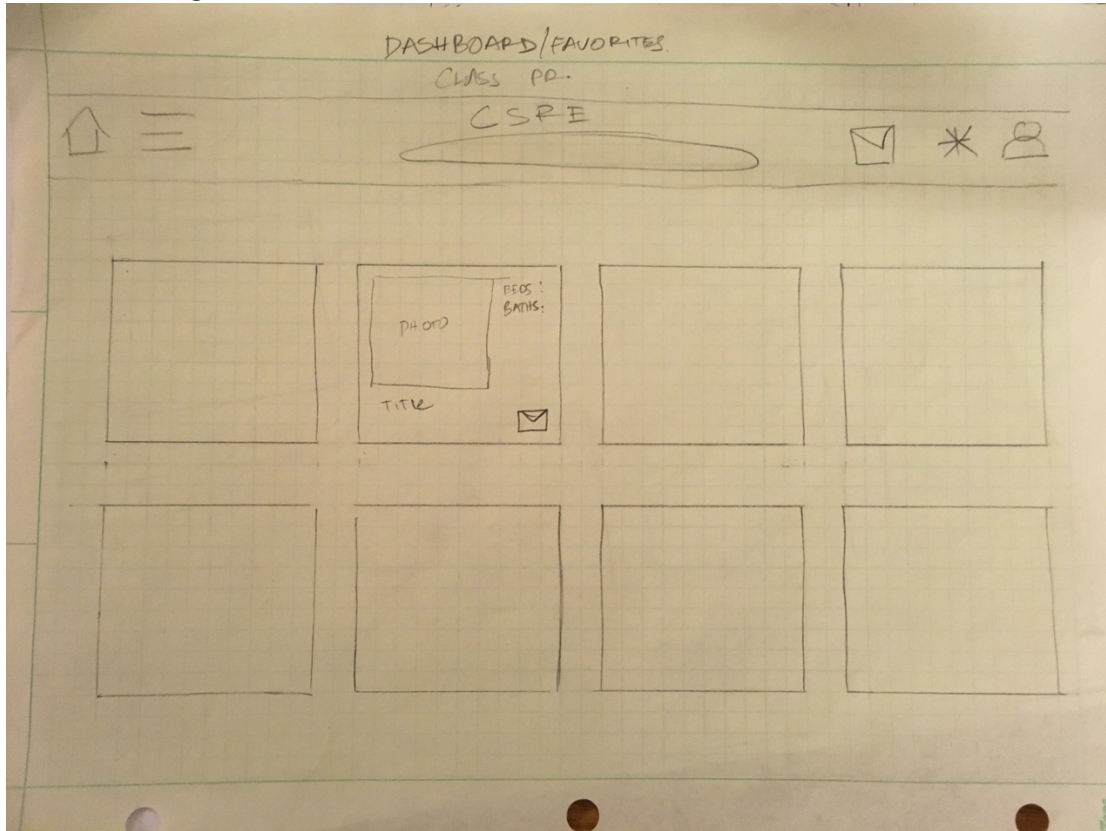 DASHBOARD/FAVORITES.
CLASS PR.
CSRE
BEDS:
BATHS:
PHOTO
TITLE